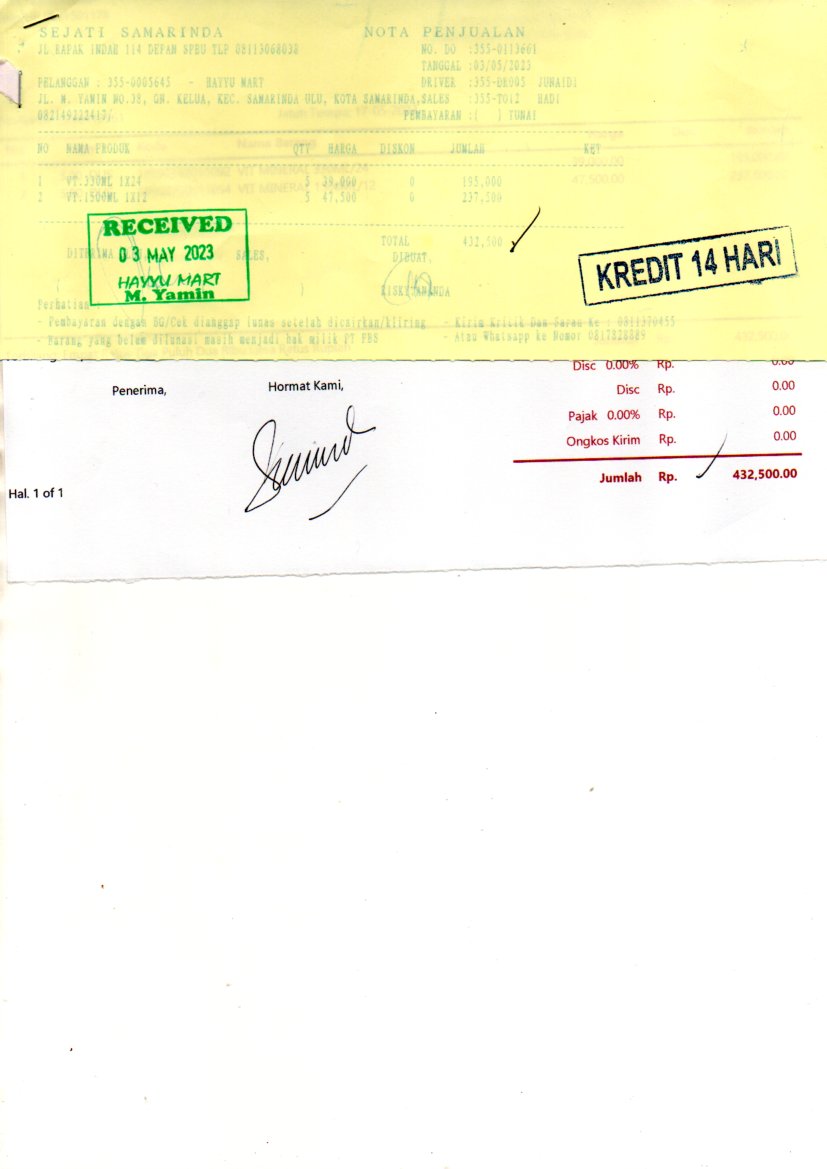 SEJATI SAMARINDA NOTA PENJUALAN
JL RAPAK INDAH 114 DEPAN SPBU TLP 08113068038 NO. DO :355-0113661
TANGGAL :03/05/2023
PELANGGAN : 355-0005645 - HAYYU MART DRIVER :355-DR005 JUNAIDI
JL. M. YAMIN NO.38, GN. KELUA, KEC. SAMARINDA ULU, KOTA SAMARINDA. SALES :355-T012 HADI
082149222417/ PEMBAYARAN :( ) TUNAI
NO NAMA PRODUK QTY HARGA DISKON JUMLAH KET
1 VT.330ML 1X24 5 39,000 0 195,000
2 VT.1500ML 1X12 5 47,500 0 237,500
TOTAL 432,500
DITERIMA SALES, DIBUAT,
RECEIVED
03 MAY 2023
HAYYU MART
M. Yamin
KREDIT 14 HARI
Perhatian
- Pembayaran dengan BG/Cek dianggap lunas setelah dicairkan/kliring - Kirim Kritik Dan Saran Ke : 0811370455
- Barang yang belum dilunasi masih menjadi hak milik PT PBS - Atau Whatsapp ke Nomor 0817828889
Disc 0.00% Rp. 0.00
Penerima, Hormat Kami, Disc Rp. 0.00
Pajak 0.00% Rp. 0.00
Ongkos Kirim Rp. 0.00
Jumlah Rp. 432,500.00
Hal. 1 of 1